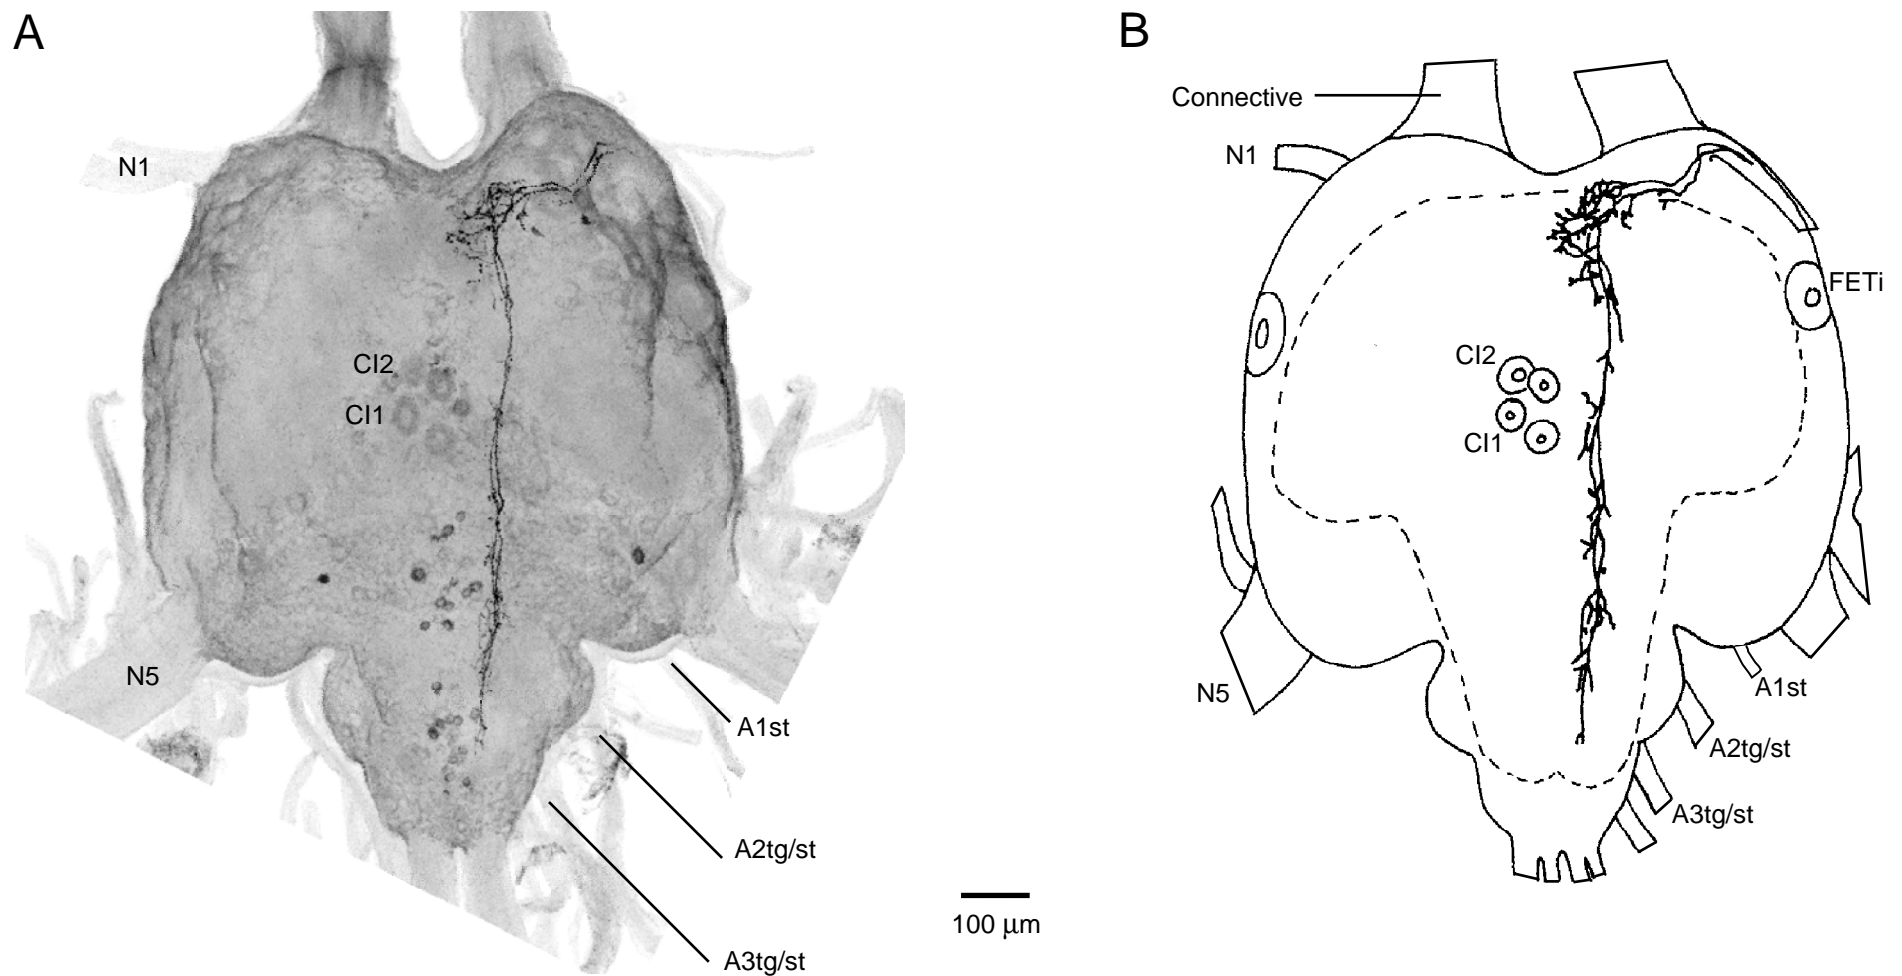 A
N1
CI2
CI1
N5
A1st
A2tg/st
A3tg/st
100 μm
B
Connective
N1
FETi
CI2
CI1
N5
A1st
A2tg/st
A3tg/st